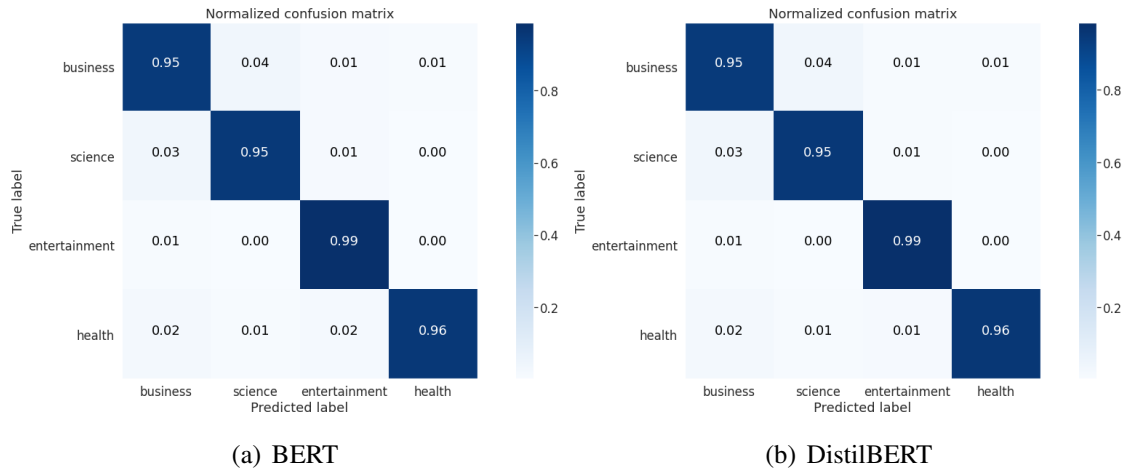 Normalized confusion matrix
True label
business
0.95 0.04 0.01 0.01
science
0.03 0.95 0.01 0.00
entertainment
0.01 0.00 0.99 0.00
health
0.02 0.01 0.02 0.96
business science entertainment health
Predicted label
0.8
0.6
0.4
0.2
(a) BERT
Normalized confusion matrix
True label
business
0.95 0.04 0.01 0.01
science
0.03 0.95 0.01 0.00
entertainment
0.01 0.00 0.99 0.00
health
0.02 0.01 0.01 0.96
business science entertainment health
Predicted label
0.8
0.6
0.4
0.2
(b) DistilBERT